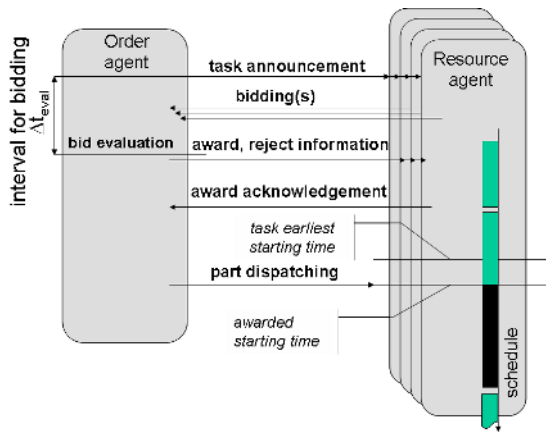 Order
agent
Resource
agent
task announcement
bidding(s)
interval for bidding
Δt_eval
bid evaluation
award, reject information
award acknowledgement
task earliest
starting time
part dispatching
awarded
starting time
schedule